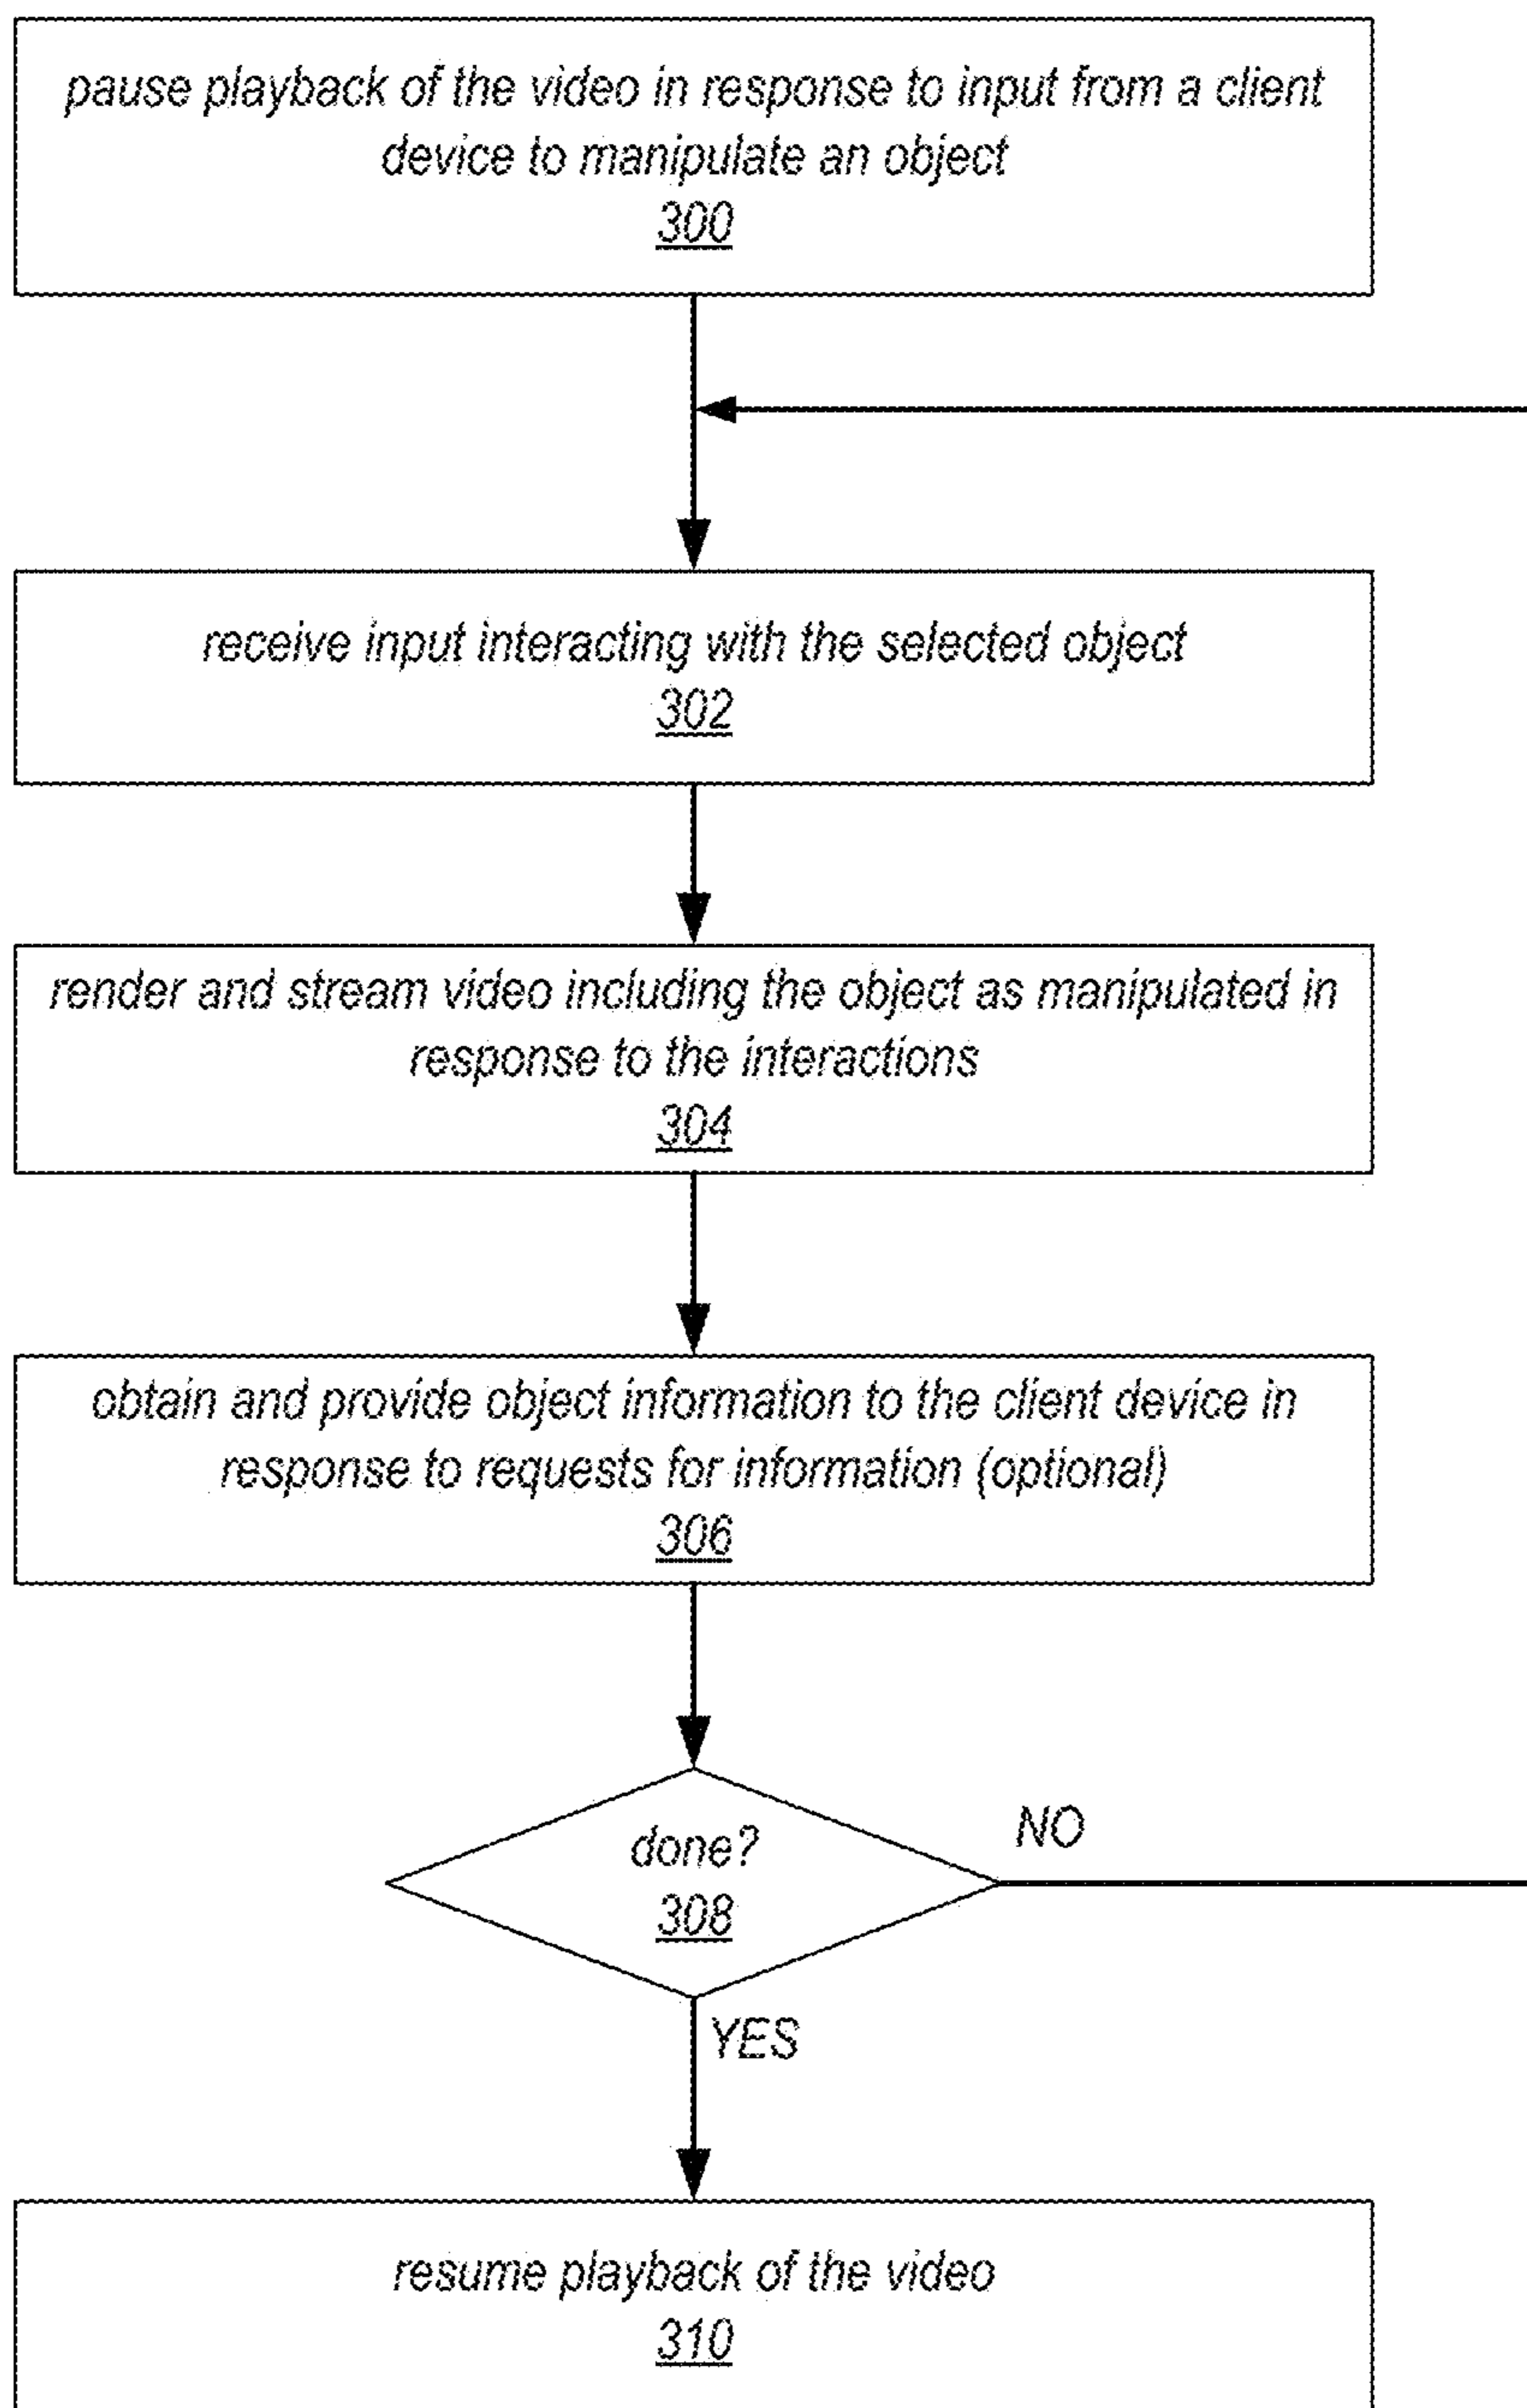 pause playback of the video in response to input from a client
device to manipulate an object
300
receive input interacting with the selected object
302
render and stream video including the object as manipulated in
response to the interactions
304
obtain and provide object information to the client device in
response to requests for information (optional)
306
done?
308
NO
YES
resume playback of the video
310